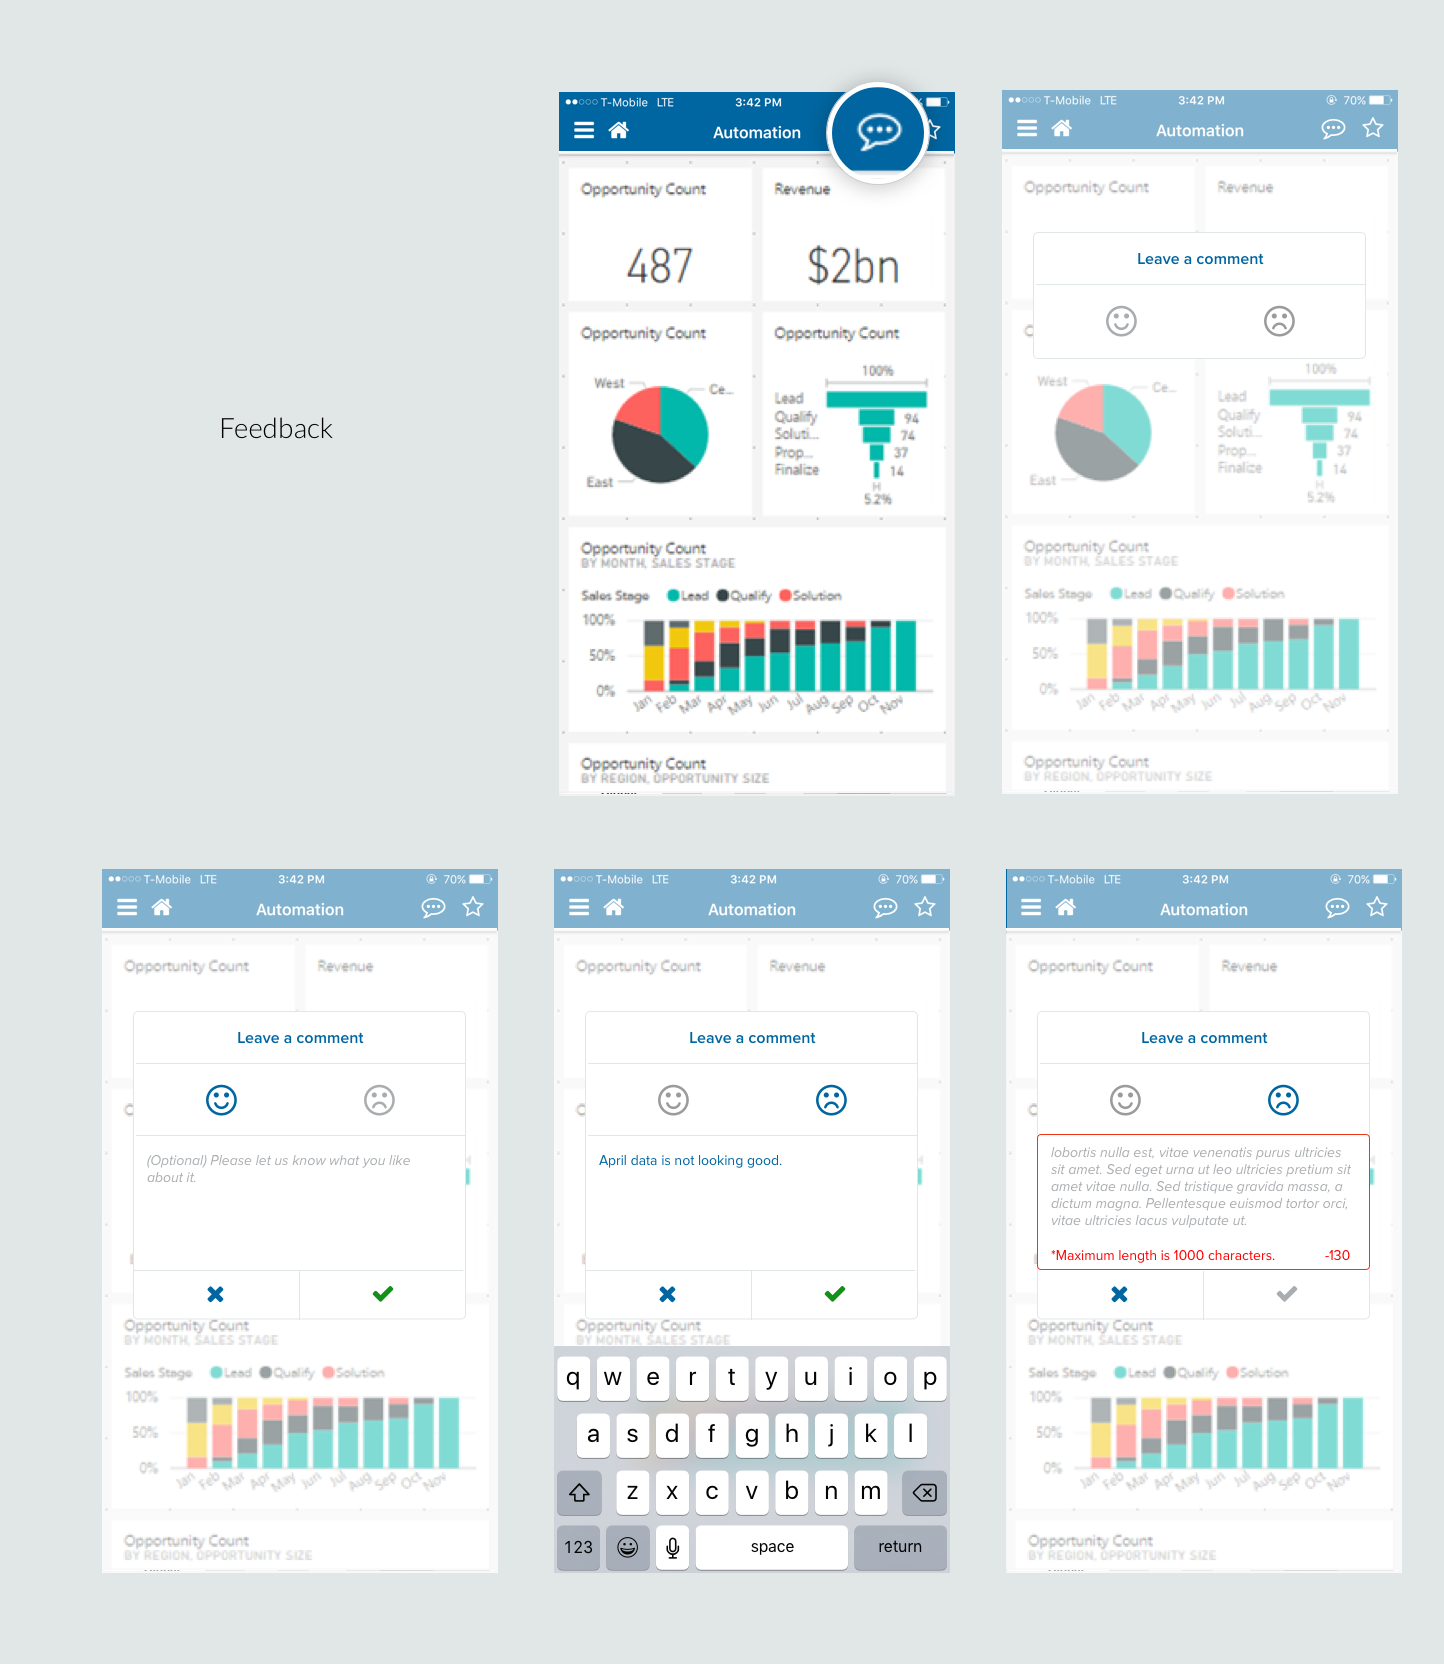 Feedback
T-Mobile LTE 3:42 PM
Automation
Opportunity Count
487
Revenue
$2bn
Opportunity Count
West
Ce...
East
Opportunity Count
100%
Lead
Qualify 94
Soluti... 74
Prop... 37
Finalize 14
5.2%
Opportunity Count
BY MONTH, SALES STAGE
Sales Stage Lead Qualify Solution
100%
50%
0%
Jan Feb Mar Apr May Jun Jul Aug Sep Oct Nov
Opportunity Count
BY REGION, OPPORTUNITY SIZE
T-Mobile LTE 3:42 PM 70%
Automation
Opportunity Count
Revenue
Leave a comment
West
Ce...
East
100%
Lead
Qualify 94
Soluti... 74
Prop... 37
Finalize 14
5.2%
Opportunity Count
BY MONTH, SALES STAGE
Sales Stage Lead Qualify Solution
100%
50%
0%
Jan Feb Mar Apr May Jun Jul Aug Sep Oct Nov
Opportunity Count
BY REGION, OPPORTUNITY SIZE
T-Mobile LTE 3:42 PM 70%
Automation
Opportunity Count
Revenue
Leave a comment
(Optional) Please let us know what you like
about it.
Opportunity Count
BY MONTH, SALES STAGE
Sales Stage Lead Qualify Solution
100%
50%
0%
Jan Feb Mar Apr May Jun Jul Aug Sep Oct Nov
Opportunity Count
BY REGION, OPPORTUNITY SIZE
T-Mobile LTE 3:42 PM 70%
Automation
Opportunity Count
Revenue
Leave a comment
April data is not looking good.
Opportunity Count
BY MONTH, SALES STAGE
q w e r t y u i o p
a s d f g h j k l
z x c v b n m
123 space return
T-Mobile LTE 3:42 PM 70%
Automation
Opportunity Count
Revenue
Leave a comment
lobortis nulla est, vitae venenatis purus ultricies
sit amet. Sed eget urna ut leo ultricies pretium sit
amet vitae nulla. Sed tristique gravida massa, a
dictum magna. Pellentesque euismod tortor orci,
vitae ultricies lacus vulputate ut.
*Maximum length is 1000 characters. -130
Opportunity Count
BY MONTH, SALES STAGE
Sales Stage Lead Qualify Solution
100%
50%
0%
Jan Feb Mar Apr May Jun Jul Aug Sep Oct Nov
Opportunity Count
BY REGION, OPPORTUNITY SIZE